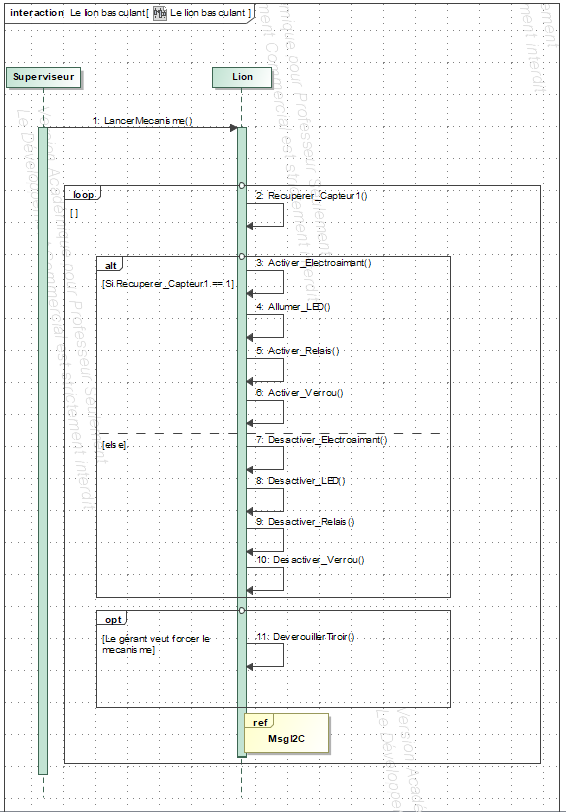 interaction Le lion basculant[ Le lion basculant ]
Superviseur
Lion
1: LancerMecanisme()
loop
[ ]
2: Recuperer_Capteur1()
alt
[Si Recuperer_Capteur1 == 1]
3: Activer_Electroaimant()
4: Allumer_LED()
5: Activer_Relais()
6: Activer_Verrou()
[else]
7: Desactiver_Electroaimant()
8: Desactiver_LED()
9: Desactiver_Relais()
10: Desactiver_Verrou()
opt
[Le gérant veut forcer le
mecanisme]
11: DeverouillerTiroir()
ref
MsgI2C